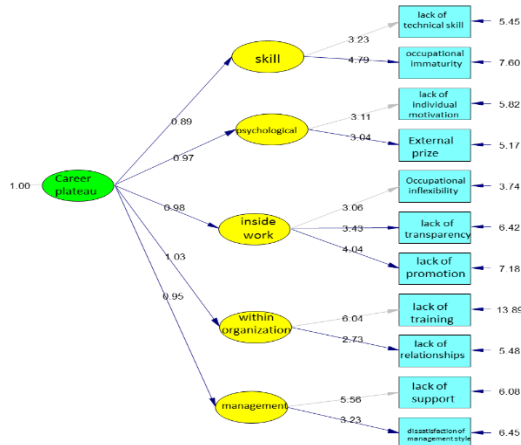 lack of
technical skill
5.45
3.23
skill
4.79
occupational
immaturity
7.60
0.89
lack of
individual
motivation
5.82
3.11
psychological
3.04
External
prize
5.17
0.97
1.00
Career
plateau
0.98
Occupational
inflexibility
3.74
3.06
inside
work
3.43
lack of
transparency
6.42
4.04
lack of
promotion
7.18
1.03
0.95
within
organization
6.04
lack of
training
13.89
2.73
lack of
relationships
5.48
management
5.56
lack of
support
6.08
3.23
dissatisfaction of
management style
6.45